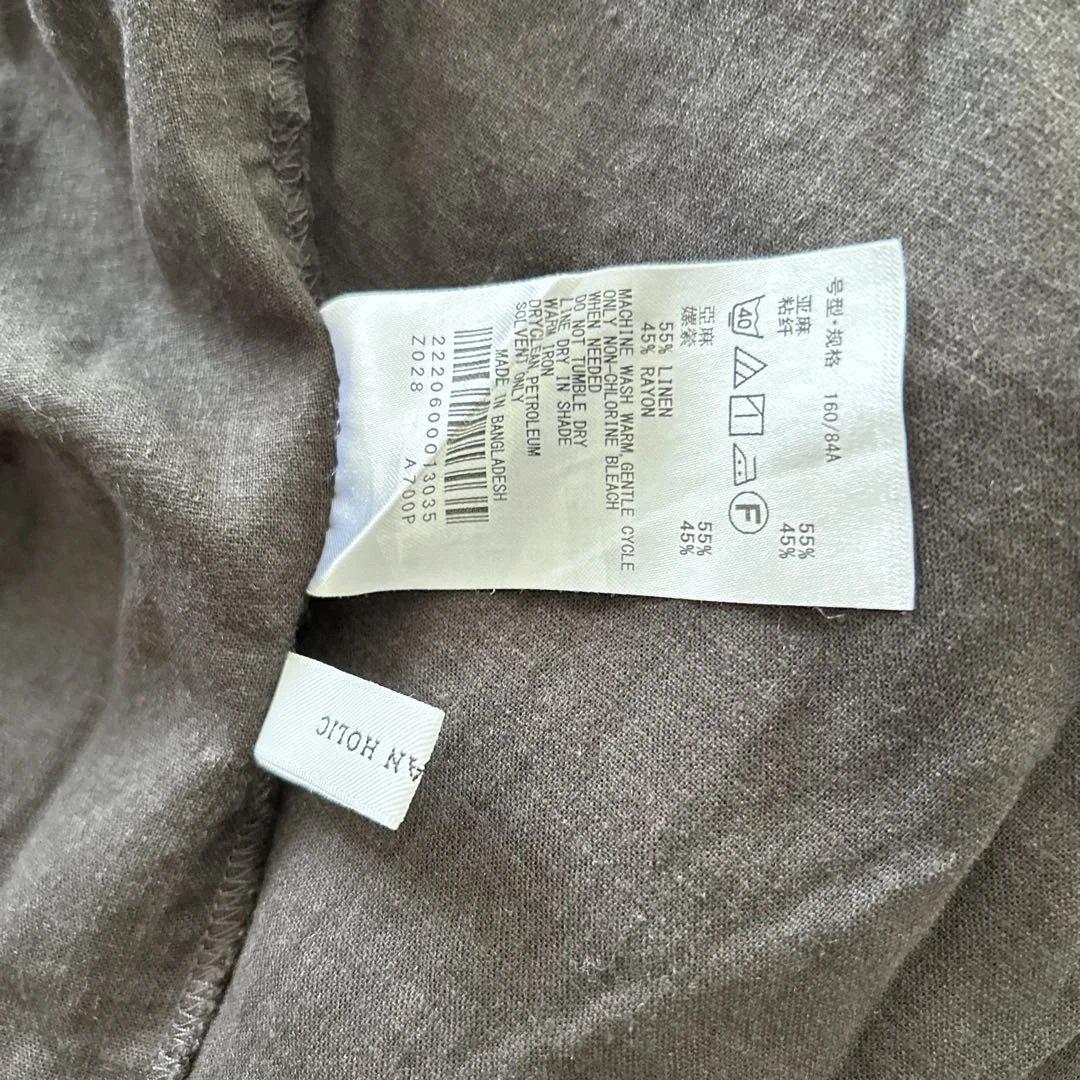 号型·规格 160/84A
亚麻 55%
粘纤 45%
40
F
亞麻 55%
嫘縈 45%
55% LINEN
45% RAYON
MACHINE WASH WARM, GENTLE CYCLE
ONLY NON-CHLORINE BLEACH
WHEN NEEDED
DO NOT TUMBLE DRY
LINE DRY IN SHADE
WARM IRON
DRYCLEAN, PETROLEUM
SOLVENT ONLY
MADE IN BANGLADESH
2220600013035
Z028 A700P
AN HOLIC